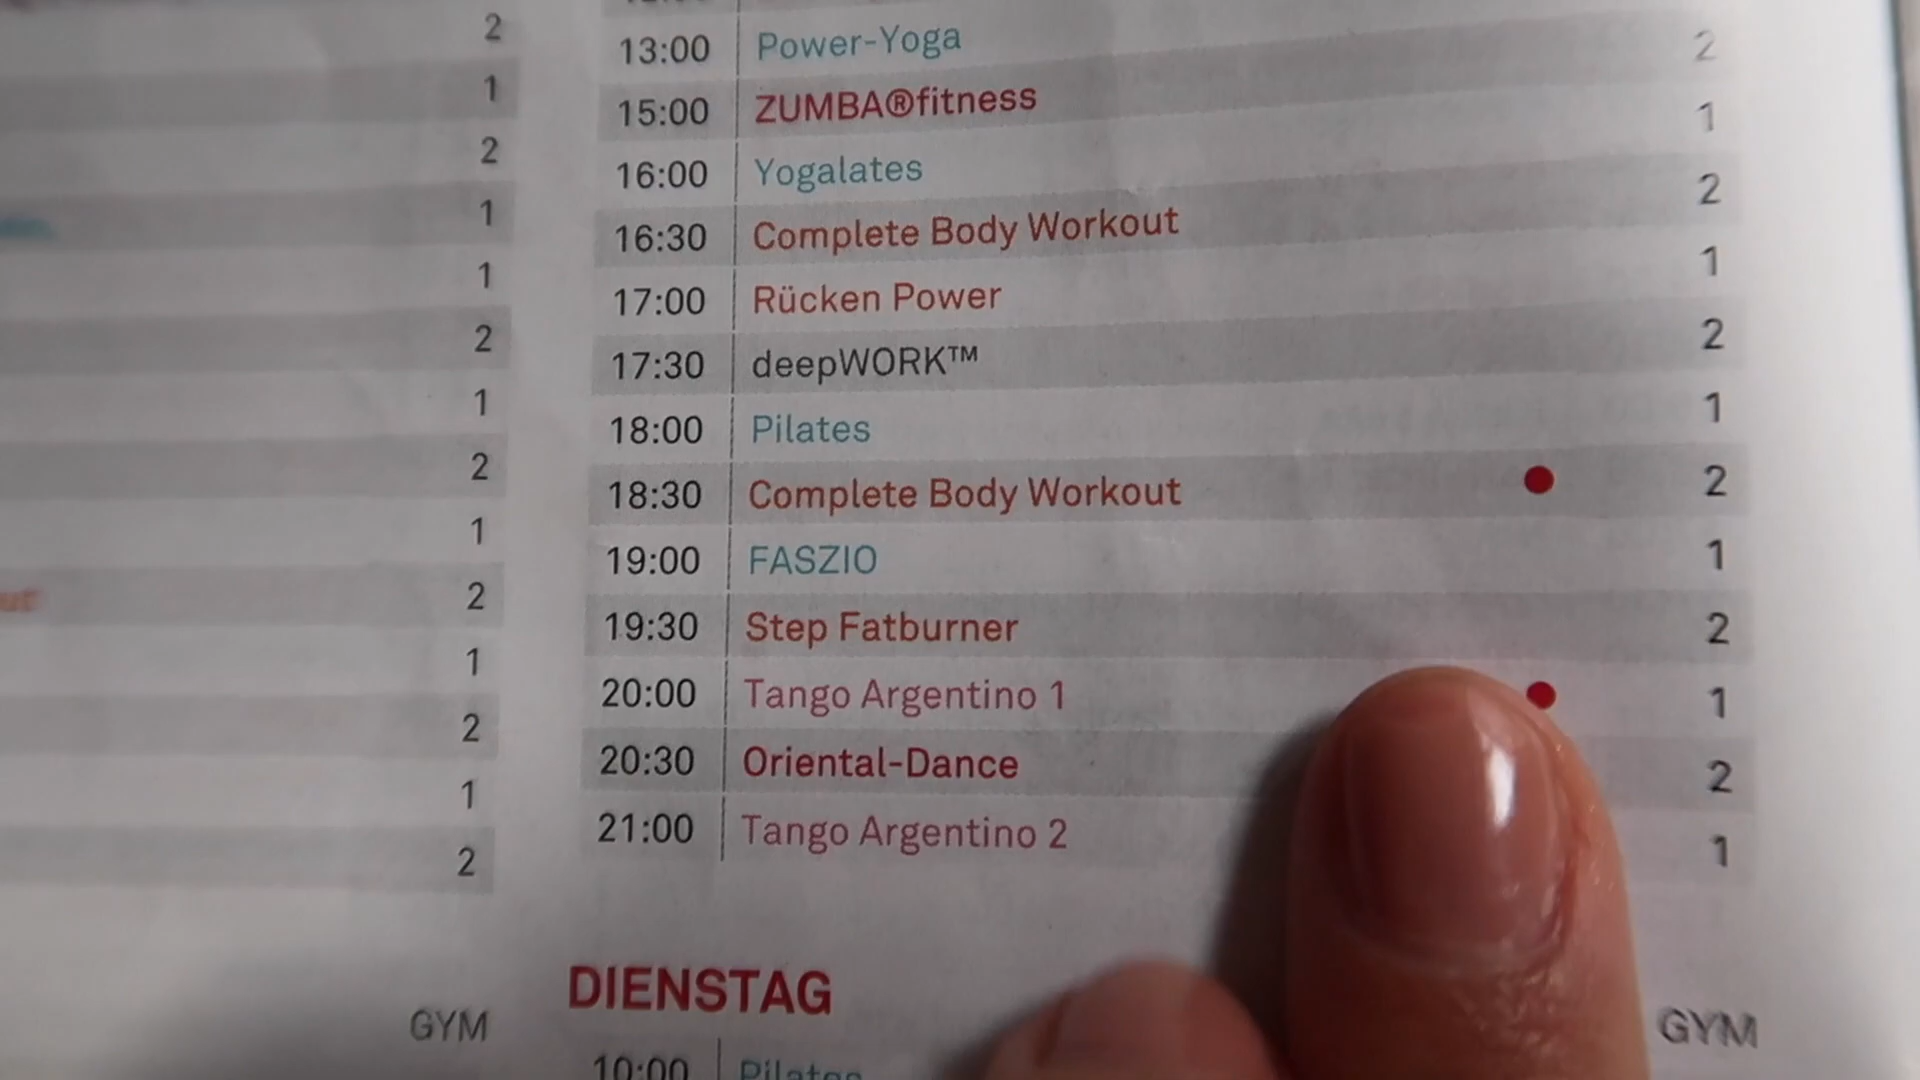 2
1
2
1
1
2
1
2
1
2
1
2
1
2
GYM
13:00 Power-Yoga 2
15:00 ZUMBA®fitness 1
16:00 Yogalates 2
16:30 Complete Body Workout 1
17:00 Rücken Power 2
17:30 deepWORK™ 1
18:00 Pilates 2
18:30 Complete Body Workout 1
19:00 FASZIO 2
19:30 Step Fatburner 1
20:00 Tango Argentino 1 2
20:30 Oriental-Dance 1
21:00 Tango Argentino 2
DIENSTAG GYM
10:00 Pilates